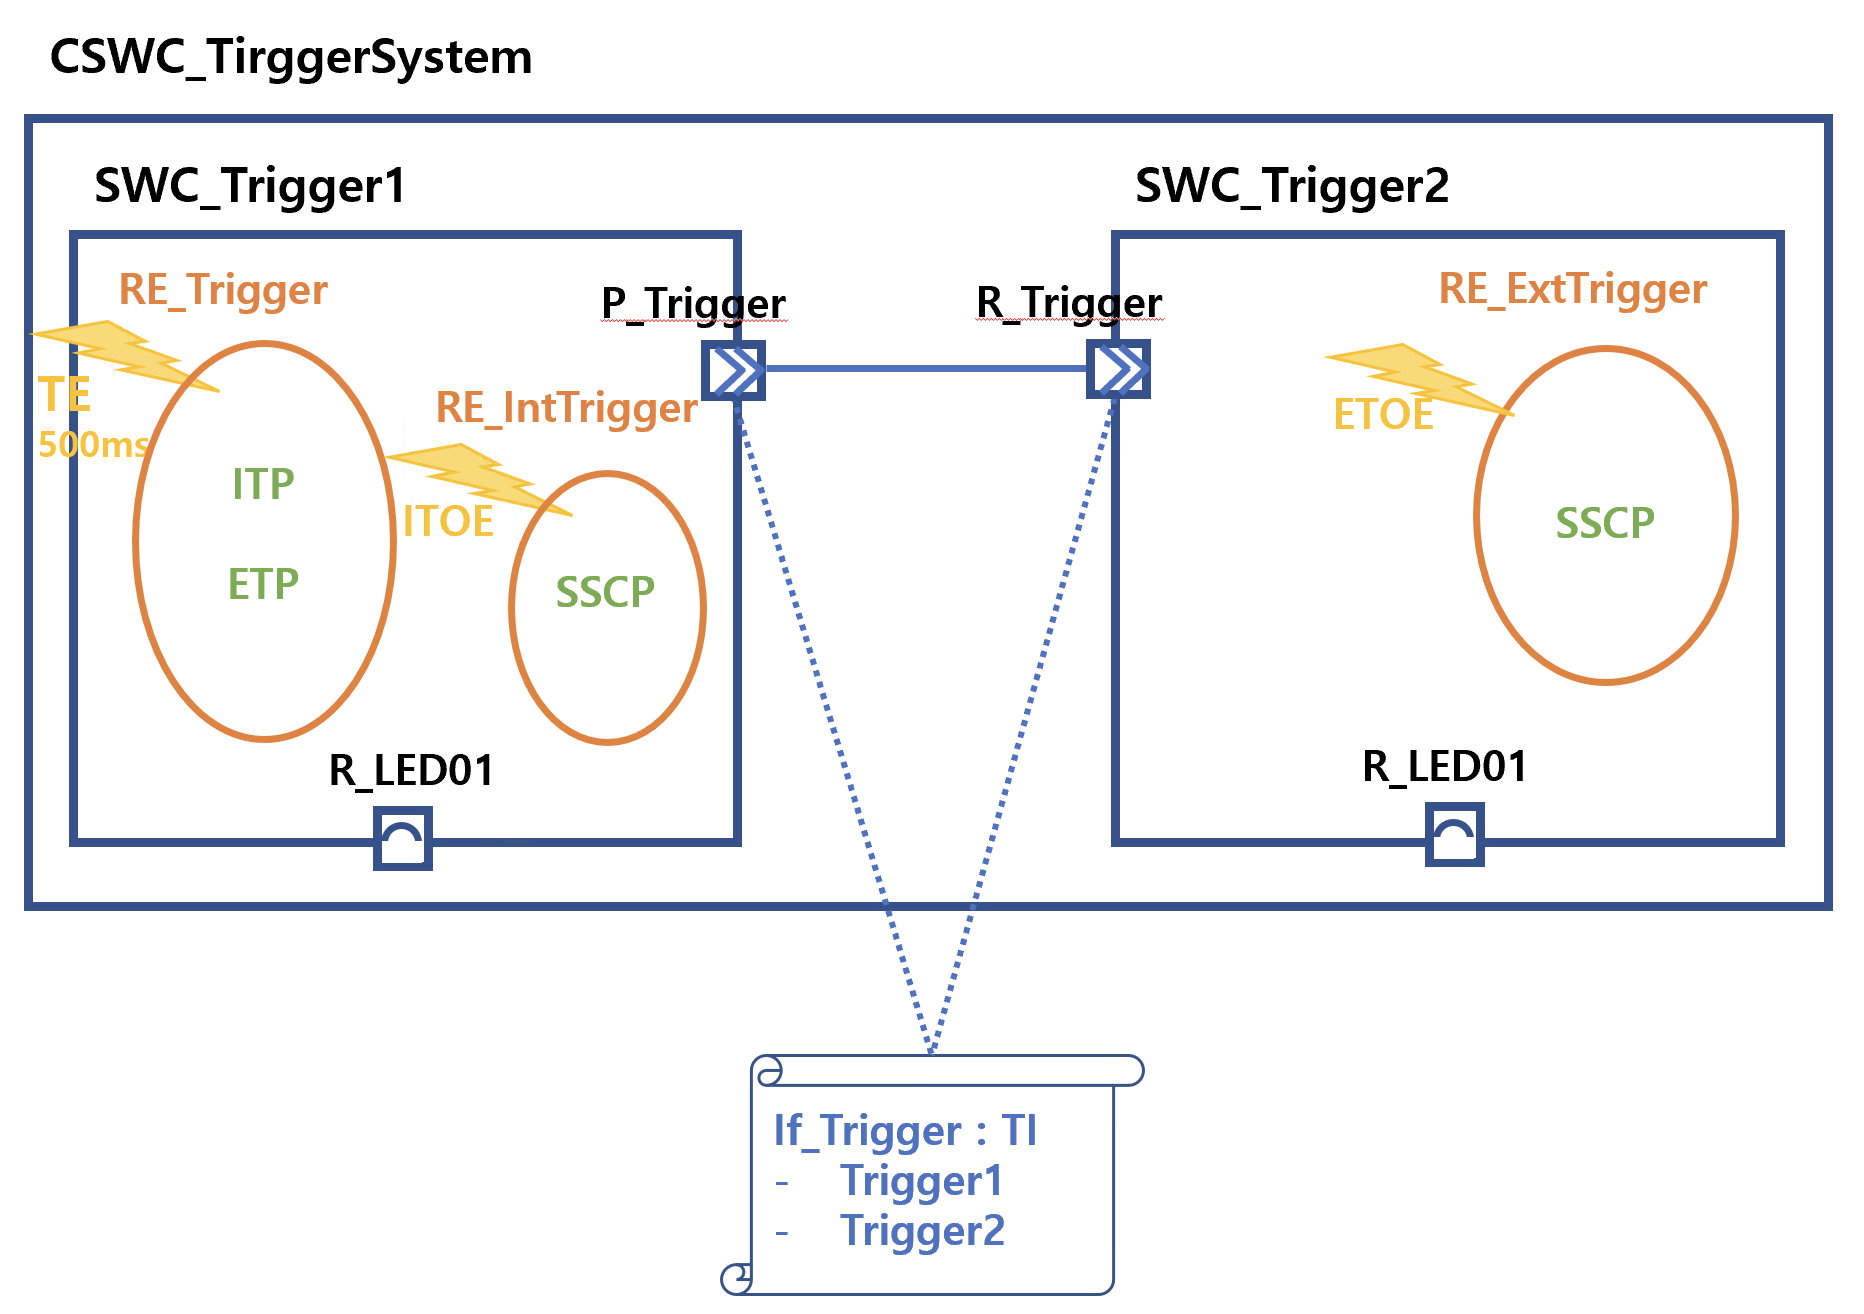 CSWC_TirggerSystem
SWC_Trigger1
SWC_Trigger2
RE_Trigger
P_Trigger
R_Trigger
RE_ExtTrigger
TE
500ms
RE_IntTrigger
ETOE
ITP
ITOE
SSCP
ETP
SSCP
R_LED01
R_LED01
If_Trigger : TI
- Trigger1
- Trigger2